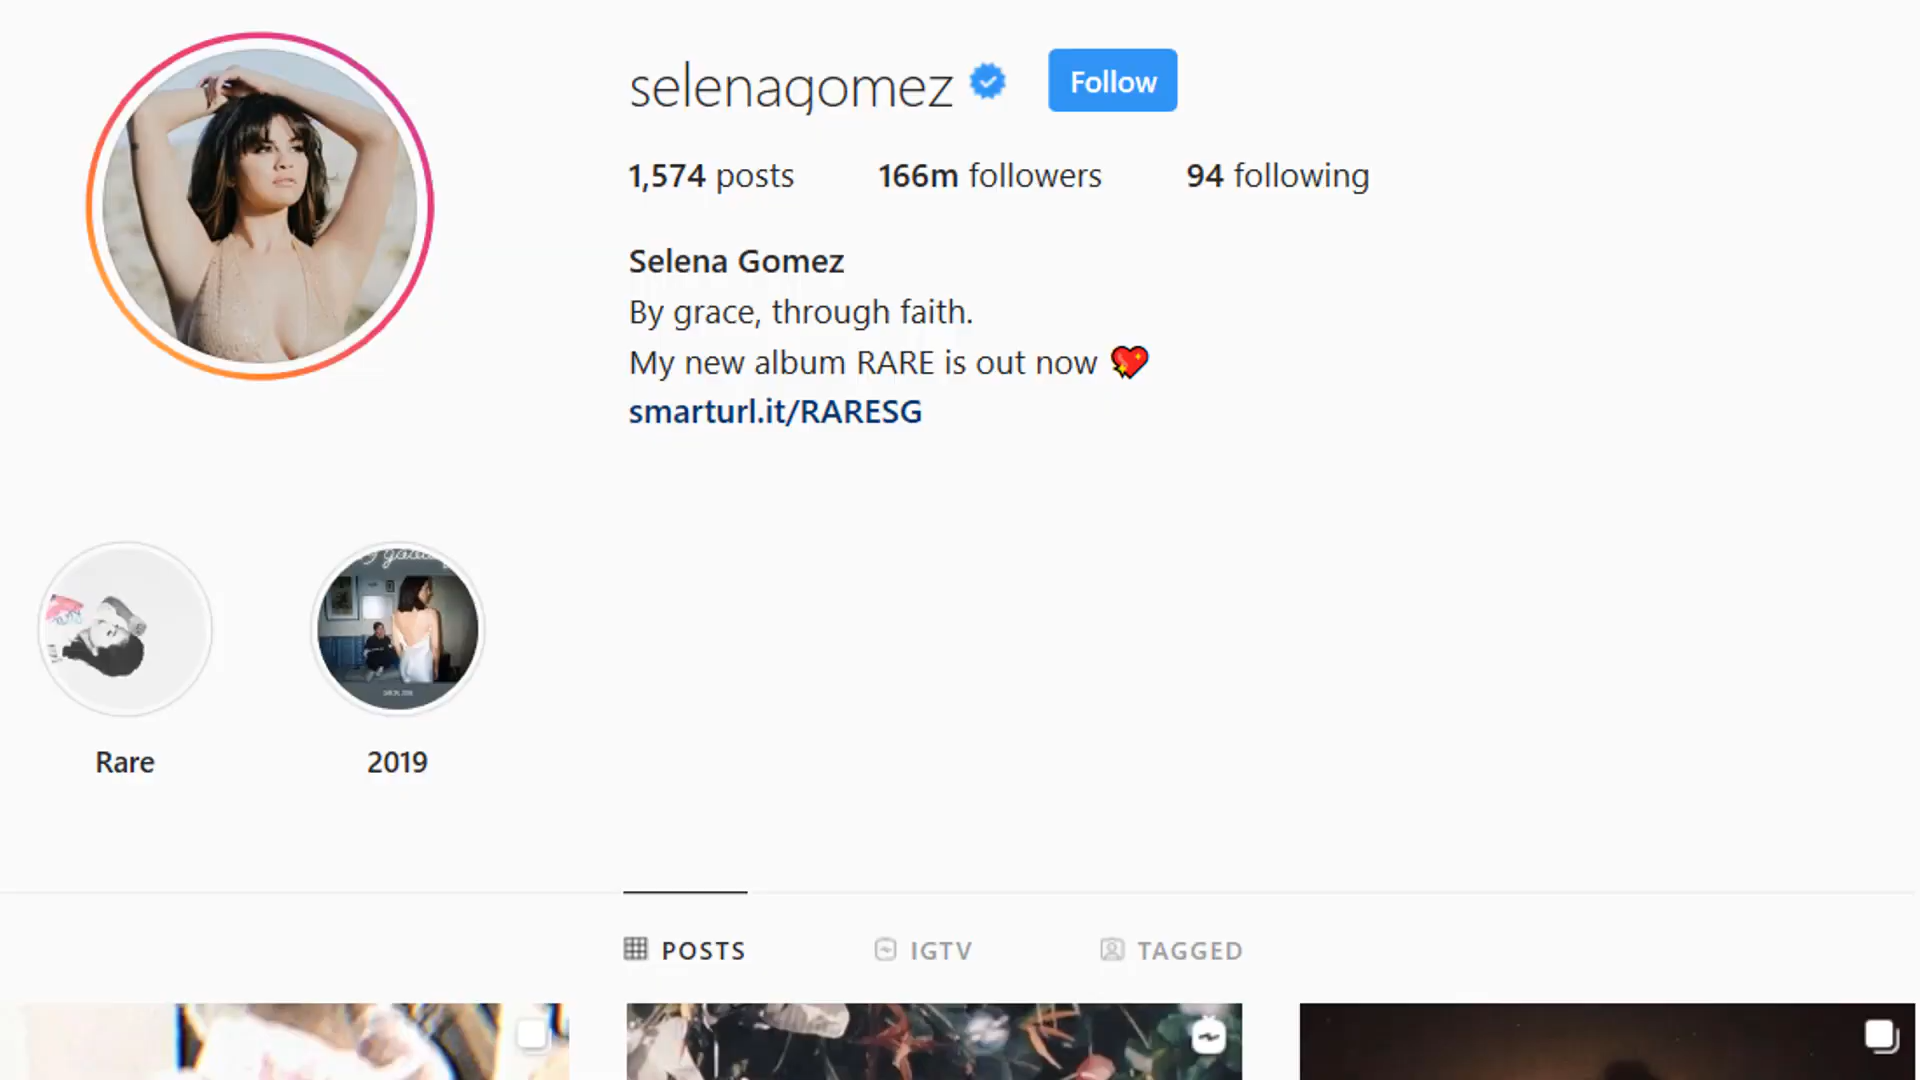 selenagomez
Follow
1,574 posts
166m followers
94 following
Selena Gomez
By grace, through faith.
My new album RARE is out now 💖
smarturl.it/RARESG
Rare
2019
POSTS
IGTV
TAGGED